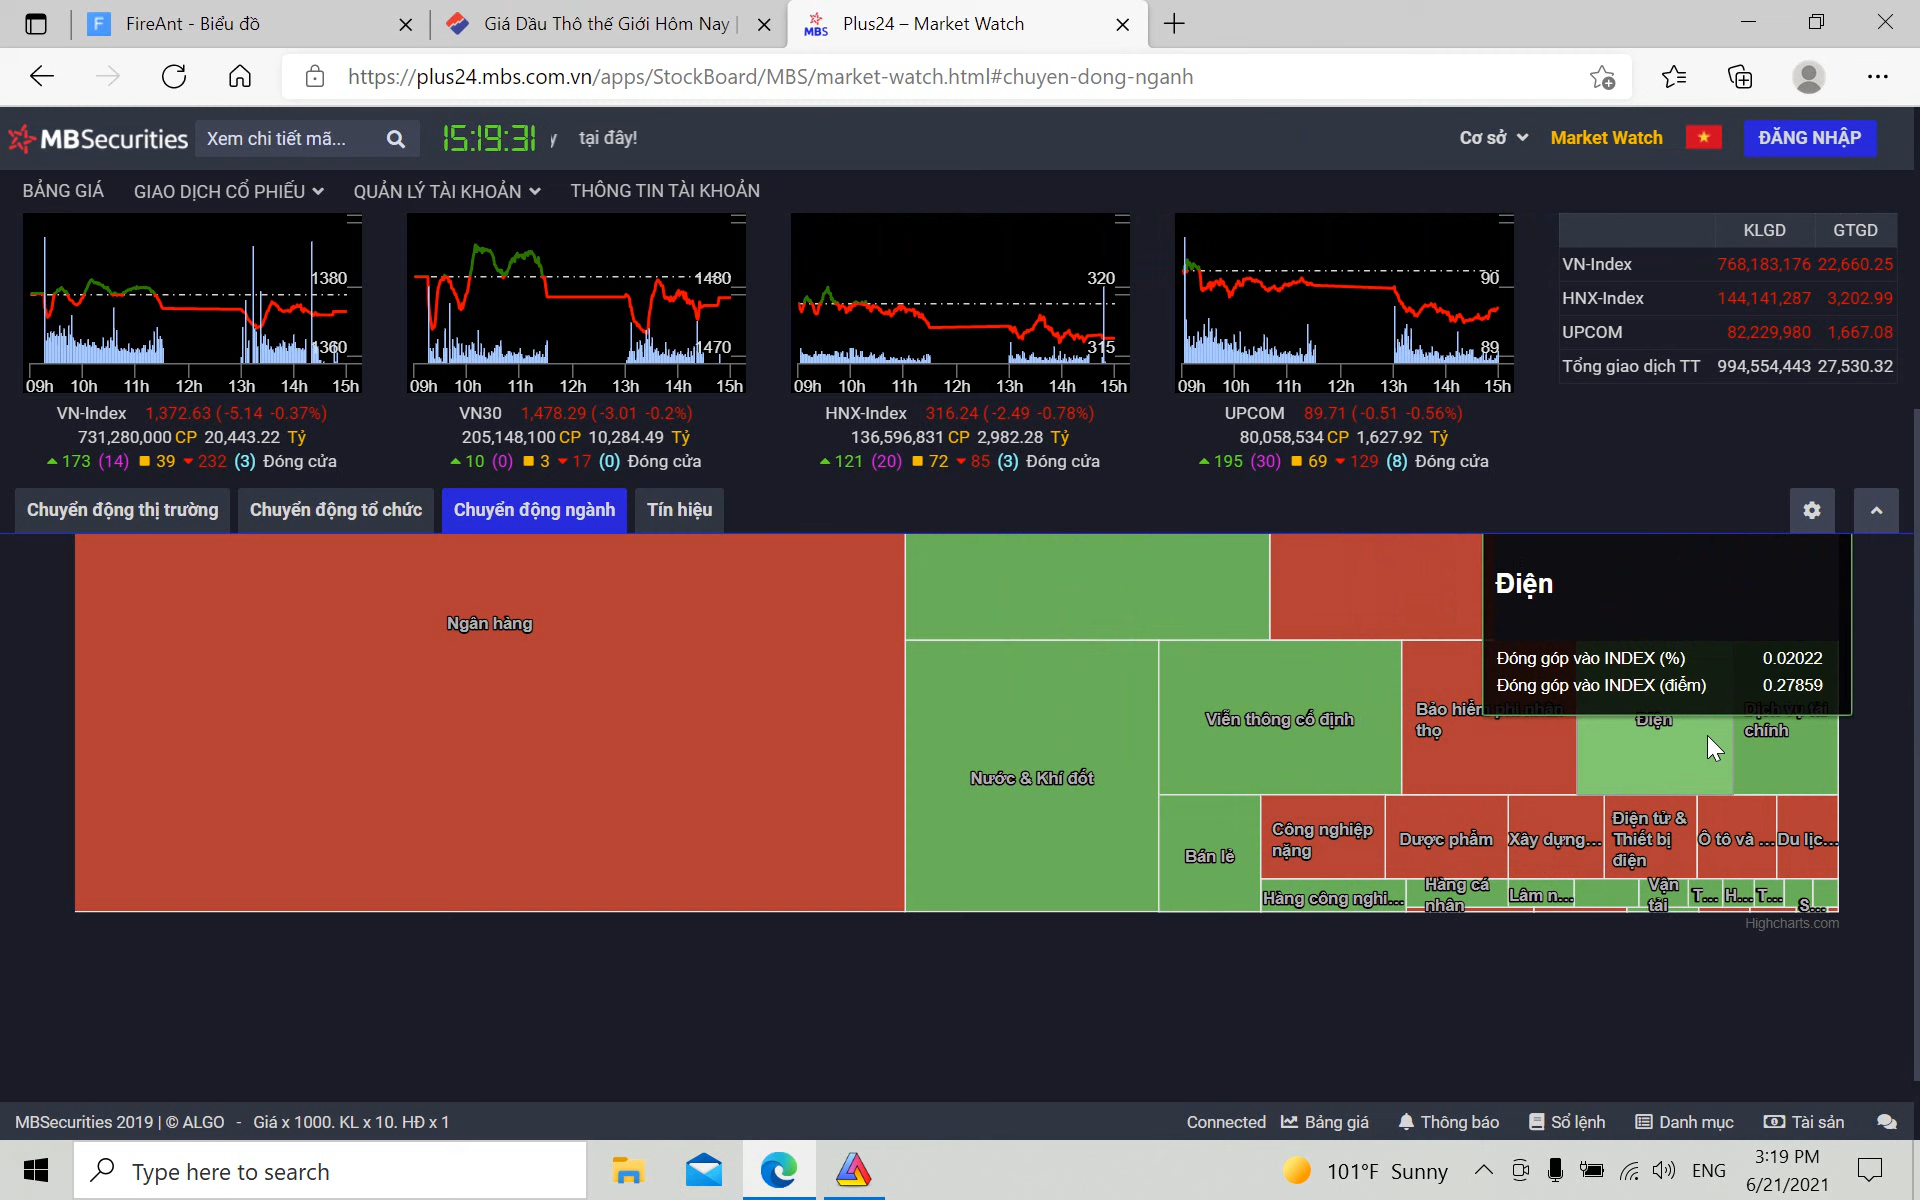 FireAnt - Biểu đồ
Giá Dầu Thô thế Giới Hôm Nay |
MBS
Plus24 – Market Watch
https://plus24.mbs.com.vn/apps/StockBoard/MBS/market-watch.html#chuyen-dong-nganh
MBSecurities
Xem chi tiết mã...
15:19:31
y
tại đây!
Cơ sở
Market Watch
ĐĂNG NHẬP
BẢNG GIÁ
GIAO DỊCH CỔ PHIẾU
QUẢN LÝ TÀI KHOẢN
THÔNG TIN TÀI KHOẢN
1380
1360
09h 10h 11h 12h 13h 14h 15h
VN-Index 1,372.63 (-5.14 -0.37%)
731,280,000 CP 20,443.22 Tỷ
173 (14) 39 232 (3) Đóng cửa
1480
1470
09h 10h 11h 12h 13h 14h 15h
VN30 1,478.29 (-3.01 -0.2%)
205,148,100 CP 10,284.49 Tỷ
10 (0) 3 17 (0) Đóng cửa
320
315
09h 10h 11h 12h 13h 14h 15h
HNX-Index 316.24 (-2.49 -0.78%)
136,596,831 CP 2,982.28 Tỷ
121 (20) 72 85 (3) Đóng cửa
90
89
09h 10h 11h 12h 13h 14h 15h
UPCOM 89.71 (-0.51 -0.56%)
80,058,534 CP 1,627.92 Tỷ
195 (30) 69 129 (8) Đóng cửa
KLGD GTGD
VN-Index 768,183,176 22,660.25
HNX-Index 144,141,287 3,202.99
UPCOM 82,229,980 1,667.08
Tổng giao dịch TT 994,554,443 27,530.32
Chuyển động thị trường
Chuyển động tổ chức
Chuyển động ngành
Tín hiệu
Ngân hàng
Điện
Đóng góp vào INDEX (%) 0.02022
Đóng góp vào INDEX (điểm) 0.27859
Nước & Khí đốt
Viễn thông cố định
Bảo hiểm phi nhân
thọ
Điện
Dịch vụ tài
chính
Bán lẻ
Công nghiệp
nặng
Dược phẩm
Xây dựng...
Điện tử &
Thiết bị
điện
Ô tô và ...
Du lịc...
Hàng công nghi...
Hàng cá
nhân
Lâm n...
Vận
tải
T...
H...
T...
S...
Highcharts.com
MBSecurities 2019 | © ALGO - Giá x 1000. KL x 10. HĐ x 1
Connected
Bảng giá
Thông báo
Sổ lệnh
Danh mục
Tài sản
Type here to search
101°F Sunny
ENG
3:19 PM
6/21/2021